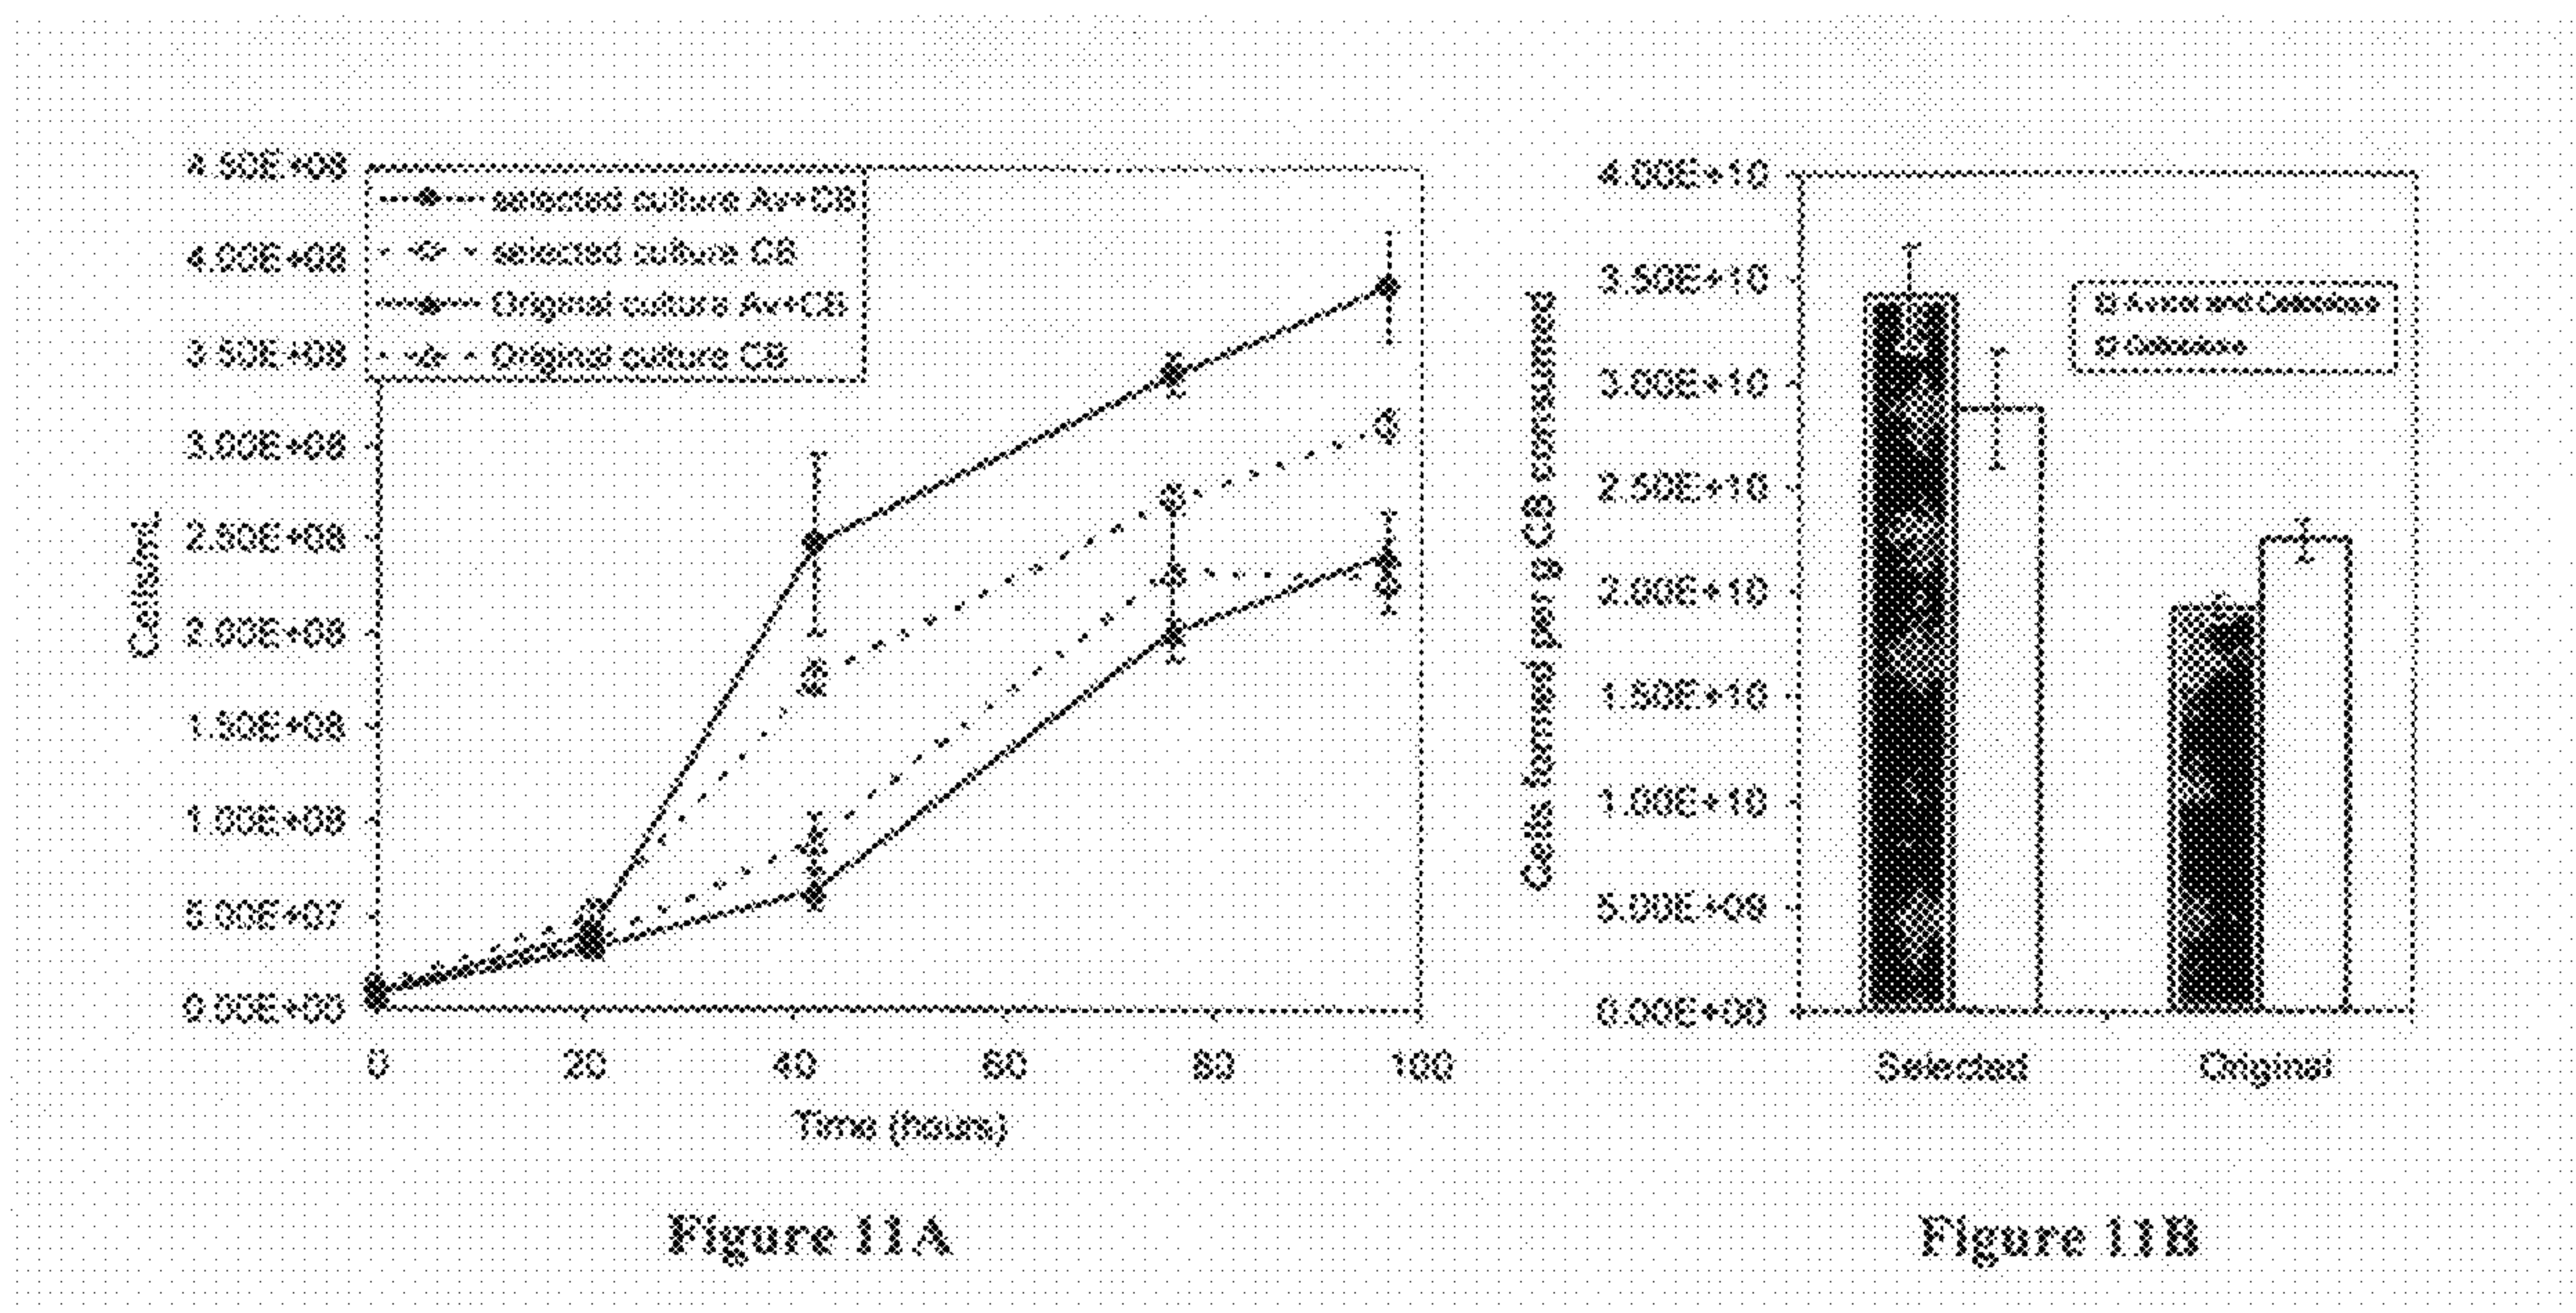 4.50E+08
4.00E+08
3.50E+08
3.00E+08
2.50E+08
2.00E+08
1.50E+08
1.00E+08
5.00E+07
0.00E+00
Cells/mL
selected culture Av+CB
selected culture CB
Original culture Av+CB
Original culture CB
0 20 40 60 80 100
Time (hours)
Figure 11A
4.00E+10
3.50E+10
3.00E+10
2.50E+10
2.00E+10
1.50E+10
1.00E+10
5.00E+09
0.00E+00
Cells formed per g CB consumed
Avicel and Cellobiose
Cellobiose
Selected Original
Figure 11B